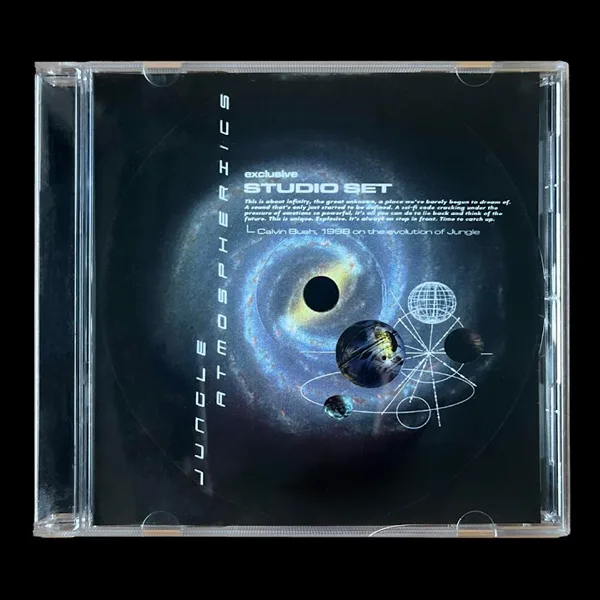 JUNGLE
ATMOSPHERICS
exclusive
STUDIO SET
This is about infinity, the great unknown, a place we've barely begun to dream of.
A sound that's only just started to be defined. A sci-fi code cracking under the
pressure of emotions so powerful, it's all you can do to lie back and think of the
future. This is unique. Explosive. It's always on step in front. Time to catch up.
Calvin Bush, 1998 on the evolution of Jungle